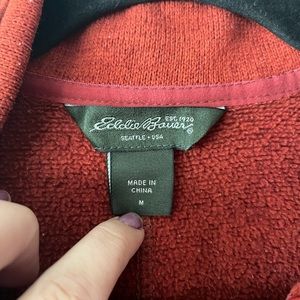 EST. 1920
Eddie Bauer®
SEATTLE • USA
MADE IN
CHINA
M